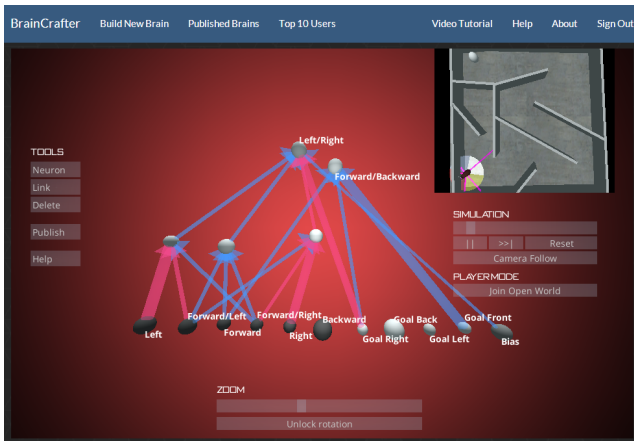 BrainCrafter Build New Brain Published Brains Top 10 Users Video Tutorial Help About Sign Out
Left/Right
Forward/Backward
TOOLS
Neuron
Link
Delete
Publish
Help
SIMULATION
|| >>| Reset
Camera Follow
PLAYER MODE
Join Open World
Left
Forward/Left
Forward
Forward/Right
Right
Backward
Goal Right
Goal Back
Goal Left
Goal Front
Bias
ZOOM
Unlock rotation